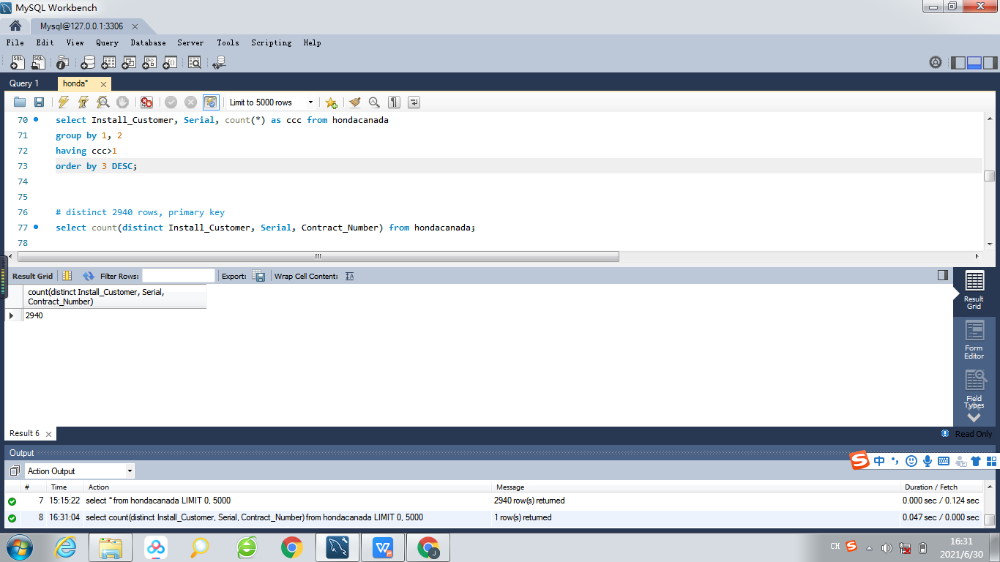 MySQL Workbench
Mysql@127.0.0.1:3306
File Edit View Query Database Server Tools Scripting Help
Query 1 honda*
Limit to 5000 rows
70 select Install_Customer, Serial, count(*) as ccc from hondacanada
71 group by 1, 2
72 having ccc>1
73 order by 3 DESC;
74
75
76 # distinct 2940 rows, primary key
77 select count(distinct Install_Customer, Serial, Contract_Number) from hondacanada;
78
Result Grid Filter Rows: Export: Wrap Cell Content:
count(distinct Install_Customer, Serial,
Contract_Number)
2940
Result
Grid
Form
Editor
Field
Types
Result 6
Read Only
Output
中
Action Output
# Time Action Message Duration / Fetch
7 15:15:22 select * from hondacanada LIMIT 0, 5000 2940 row(s) returned 0.000 sec / 0.124 sec
8 16:31:04 select count(distinct Install_Customer, Serial, Contract_Number) from hondacanada LIMIT 0, 5000 1 row(s) returned 0.047 sec / 0.000 sec
CH
16:31
2021/6/30